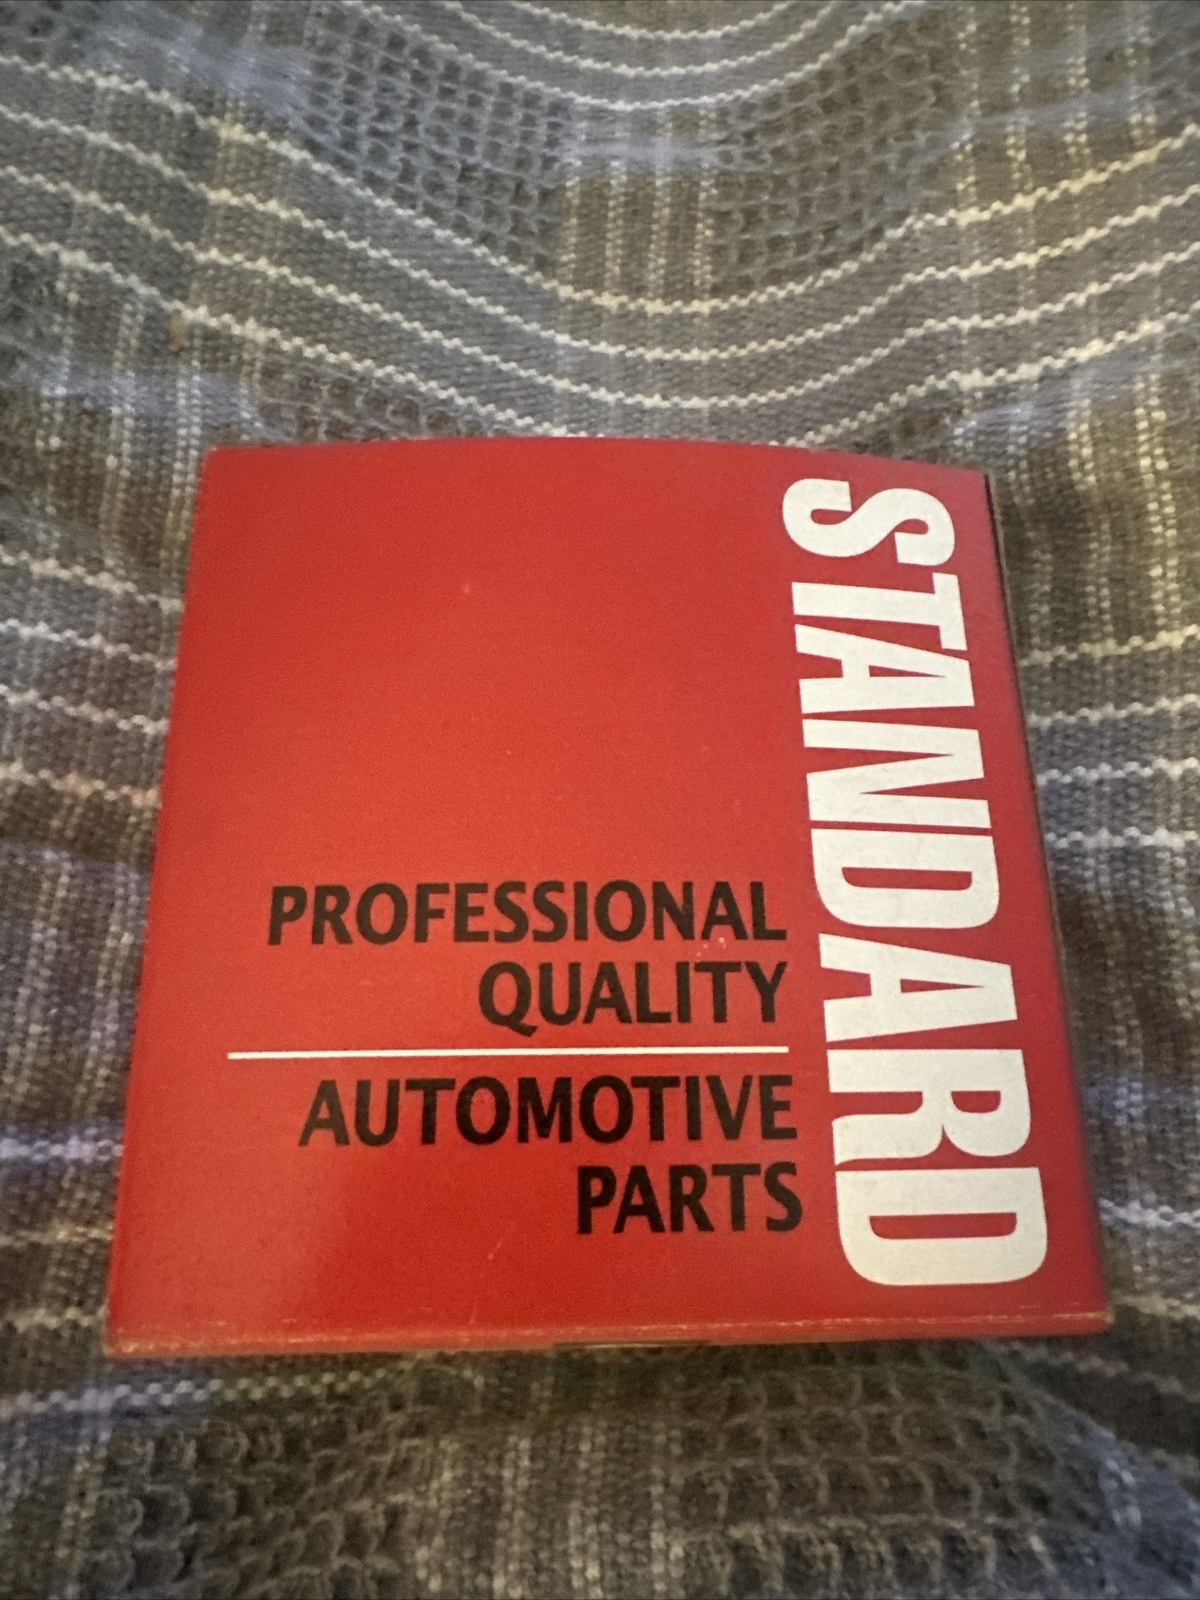 STANDARD
PROFESSIONAL
QUALITY
AUTOMOTIVE
PARTS